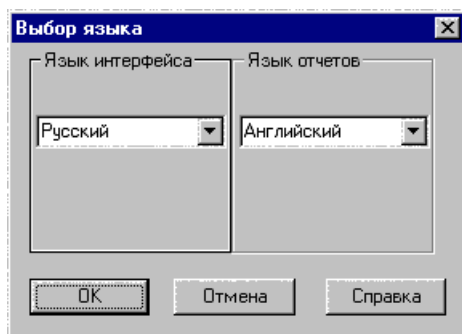 Выбор языка
Язык интерфейса Язык отчетов
Русский Английский
OK Отмена Справка